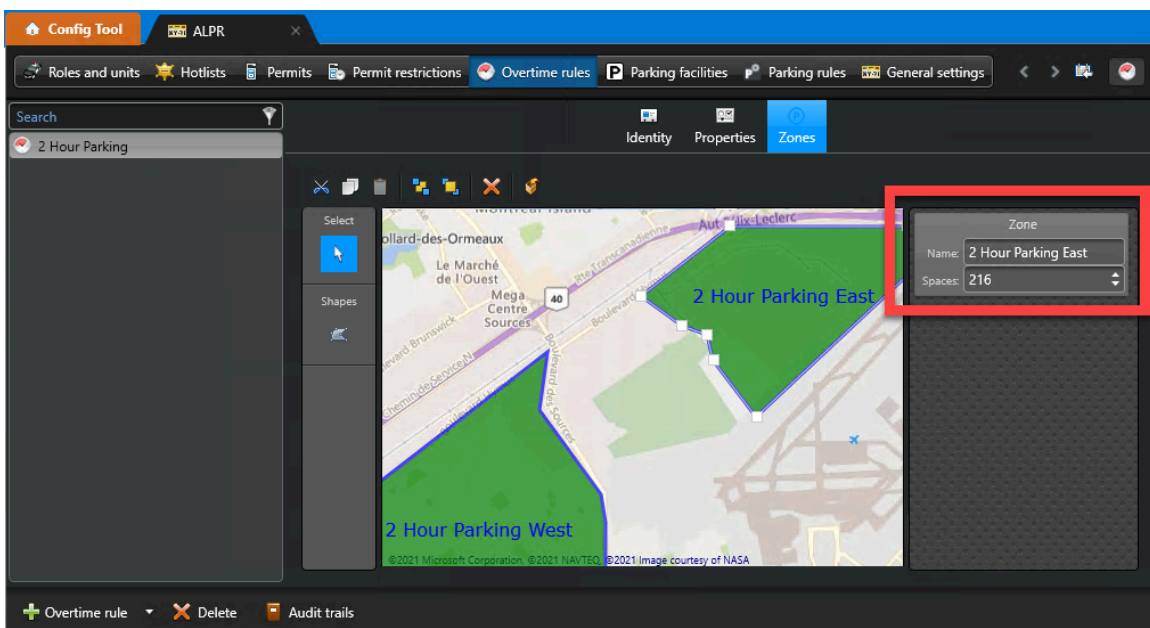 Config Tool
ALPR
Roles and units
Hotlists
Permits
Permit restrictions
Overtime rules
Parking facilities
Parking rules
General settings
Search
2 Hour Parking
Identity
Properties
Zones
Select
Shapes
ollard-des-Ormeaux
Le Marché
de l'Ouest
Mega
Centre
Sources
40
Boulevard des Sources
2 Hour Parking East
2 Hour Parking West
©2021 Microsoft Corporation, ©2021 NAVTEQ, ©2021 Image courtesy of NASA
Zone
Name: 2 Hour Parking East
Spaces: 216
Overtime rule
Delete
Audit trails